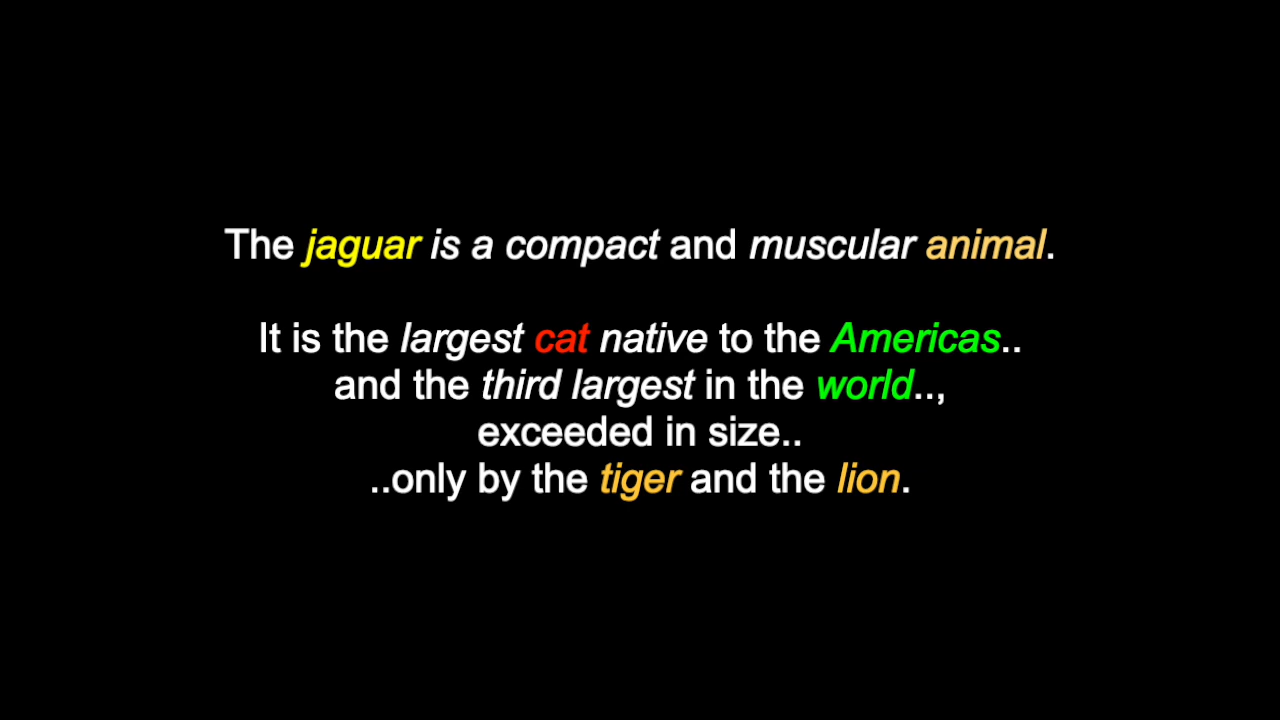 The jaguar is a compact and muscular animal.
It is the largest cat native to the Americas..
and the third largest in the world..,
exceeded in size..
..only by the tiger and the lion.